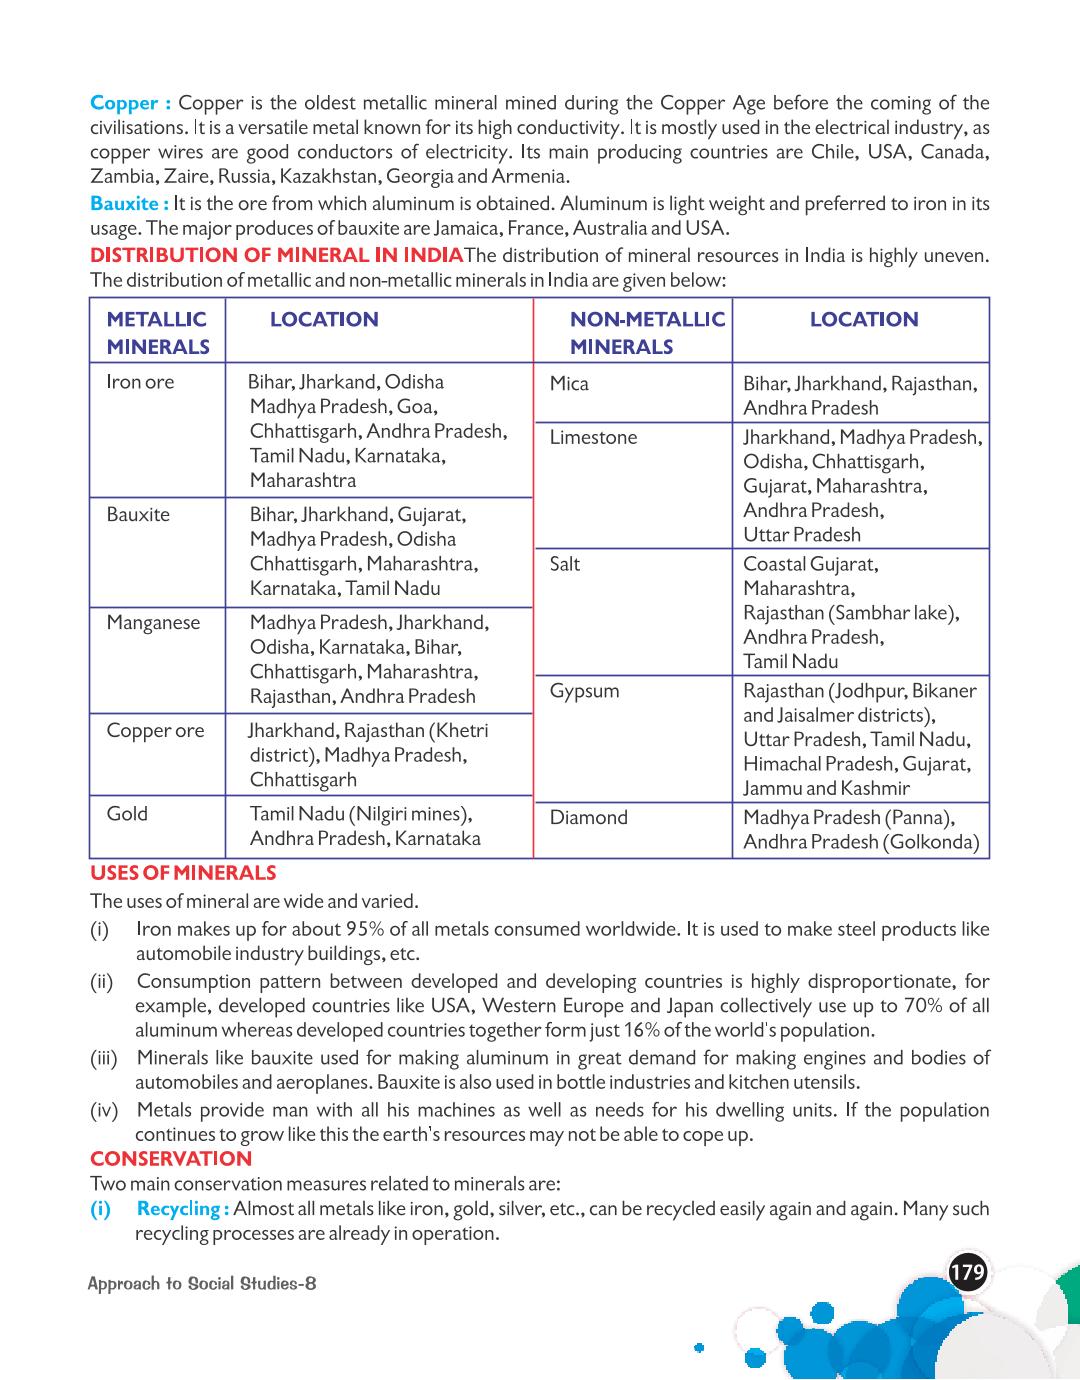 Copper : Copper is the oldest metallic mineral mined during the Copper Age before the coming of the
civilisations. It is a versatile metal known for its high conductivity. It is mostly used in the electrical industry, as
copper wires are good conductors of electricity. Its main producing countries are Chile, USA, Canada,
Zambia, Zaire, Russia, Kazakhstan, Georgia and Armenia.
Bauxite : It is the ore from which aluminum is obtained. Aluminum is light weight and preferred to iron in its
usage. The major produces of bauxite are Jamaica, France, Australia and USA.
DISTRIBUTION OF MINERAL IN INDIAThe distribution of mineral resources in India is highly uneven.
The distribution of metallic and non-metallic minerals in India are given below:
METALLIC
MINERALS
LOCATION
Iron ore
Bihar, Jharkand, Odisha
Madhya Pradesh, Goa,
Chhattisgarh, Andhra Pradesh,
Tamil Nadu, Karnataka,
Maharashtra
Bauxite
Bihar, Jharkhand, Gujarat,
Madhya Pradesh, Odisha
Chhattisgarh, Maharashtra,
Karnataka, Tamil Nadu
Manganese
Madhya Pradesh, Jharkhand,
Odisha, Karnataka, Bihar,
Chhattisgarh, Maharashtra,
Rajasthan, Andhra Pradesh
Copper ore
Jharkhand, Rajasthan (Khetri
district), Madhya Pradesh,
Chhattisgarh
Gold
Tamil Nadu (Nilgiri mines),
Andhra Pradesh, Karnataka
NON-METALLIC
MINERALS
LOCATION
Mica
Bihar, Jharkhand, Rajasthan,
Andhra Pradesh
Limestone
Jharkhand, Madhya Pradesh,
Odisha, Chhattisgarh,
Gujarat, Maharashtra,
Andhra Pradesh,
Uttar Pradesh
Salt
Coastal Gujarat,
Maharashtra,
Rajasthan (Sambhar lake),
Andhra Pradesh,
Tamil Nadu
Gypsum
Rajasthan (Jodhpur, Bikaner
and Jaisalmer districts),
Uttar Pradesh, Tamil Nadu,
Himachal Pradesh, Gujarat,
Jammu and Kashmir
Diamond
Madhya Pradesh (Panna),
Andhra Pradesh (Golkonda)
USES OF MINERALS
The uses of mineral are wide and varied.
(i) Iron makes up for about 95% of all metals consumed worldwide. It is used to make steel products like
automobile industry buildings, etc.
(ii) Consumption pattern between developed and developing countries is highly disproportionate, for
example, developed countries like USA, Western Europe and Japan collectively use up to 70% of all
aluminum whereas developed countries together form just 16% of the world's population.
(iii) Minerals like bauxite used for making aluminum in great demand for making engines and bodies of
automobiles and aeroplanes. Bauxite is also used in bottle industries and kitchen utensils.
(iv) Metals provide man with all his machines as well as needs for his dwelling units. If the population
continues to grow like this the earth's resources may not be able to cope up.
CONSERVATION
Two main conservation measures related to minerals are:
(i) Recycling : Almost all metals like iron, gold, silver, etc., can be recycled easily again and again. Many such
recycling processes are already in operation.
Approach to Social Studies-8
179